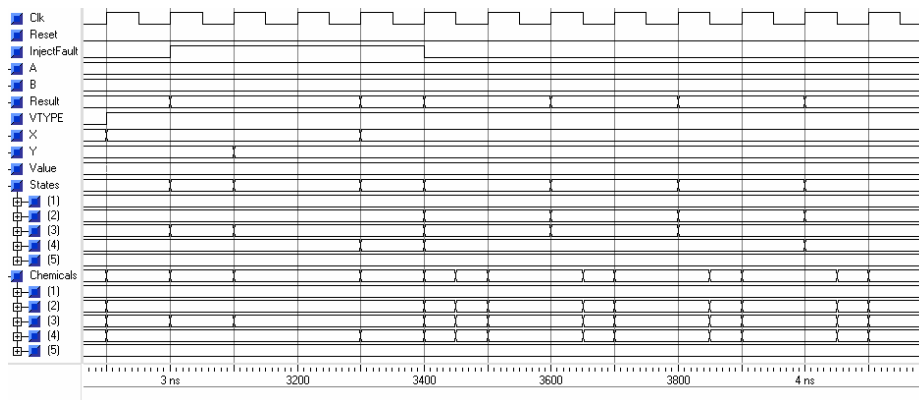 Clk
Reset
InjectFault
A
B
Result
VTYPE
X
Y
Value
States
(1)
(2)
(3)
(4)
(5)
Chemicals
(1)
(2)
(3)
(4)
(5)
3 ns 3200 3400 3600 3800 4 ns